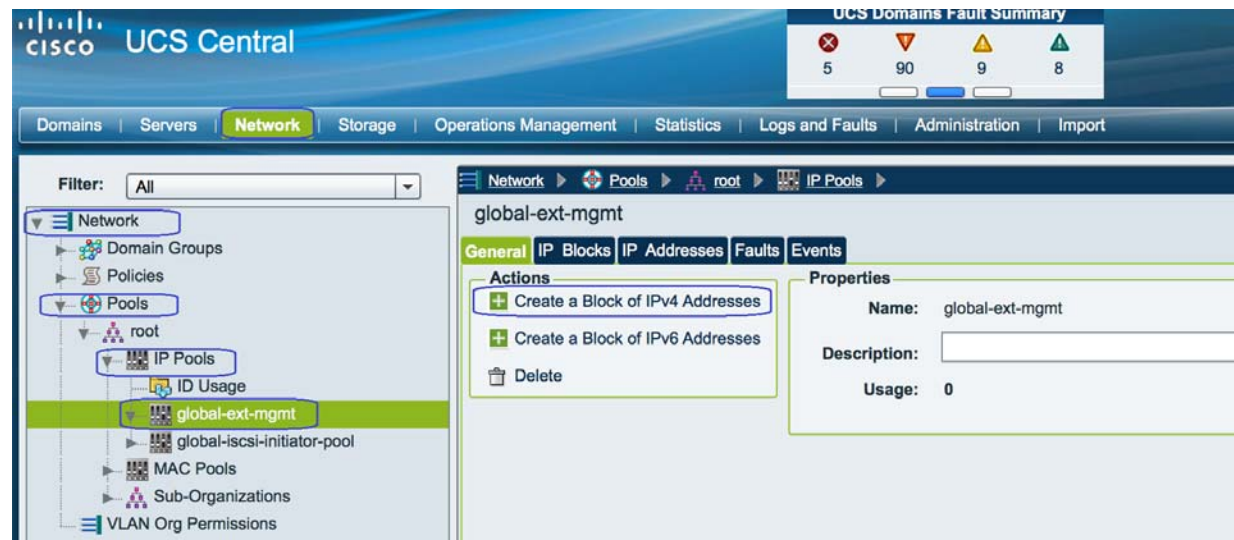 CISCO UCS Central
UCS Domains Fault Summary
5 90 9 8
Domains | Servers | Network | Storage | Operations Management | Statistics | Logs and Faults | Administration | Import
Filter: All
Network
Domain Groups
Policies
Pools
root
IP Pools
ID Usage
global-ext-mgmt
global-iscsi-initiator-pool
MAC Pools
Sub-Organizations
VLAN Org Permissions
Network Pools root IP Pools
global-ext-mgmt
General IP Blocks IP Addresses Faults Events
Actions
Create a Block of IPv4 Addresses
Create a Block of IPv6 Addresses
Delete
Properties
Name: global-ext-mgmt
Description:
Usage: 0